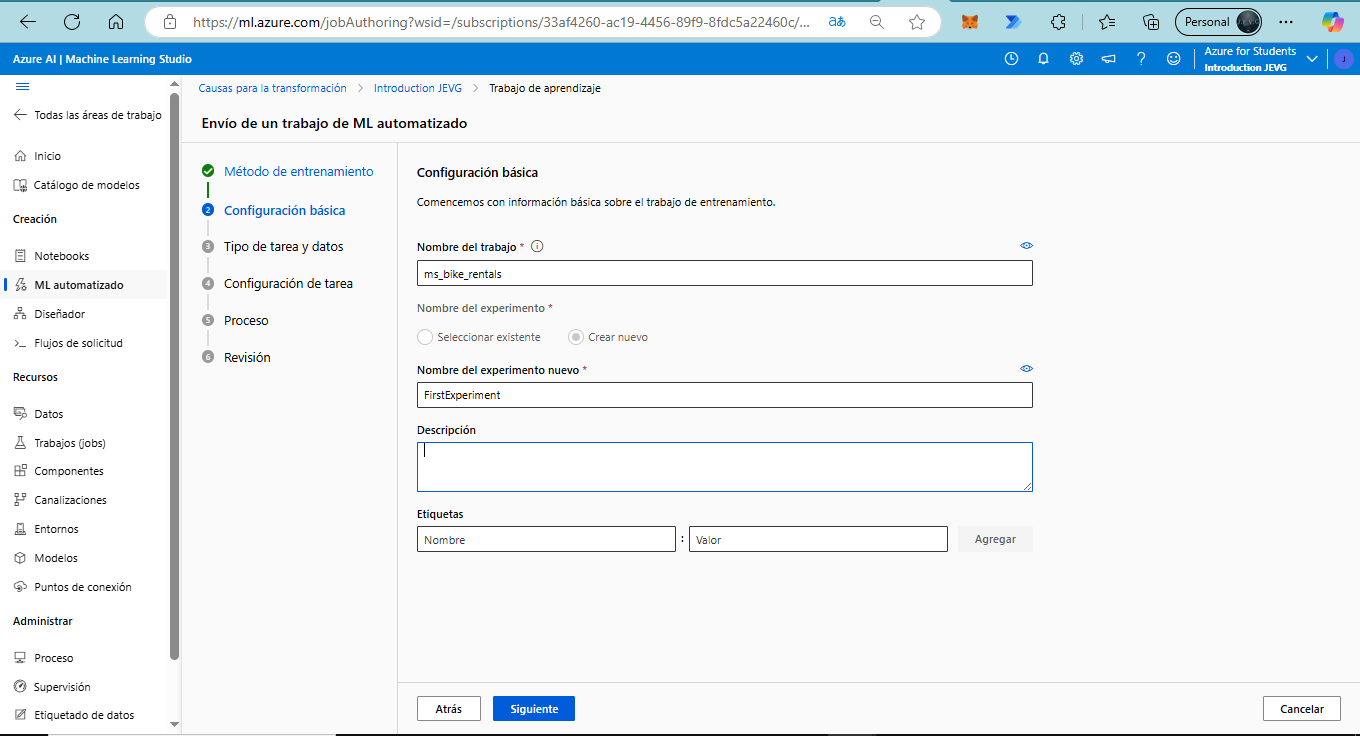 https://ml.azure.com/jobAuthoring?wsid=/subscriptions/33af4260-ac19-4456-89f9-8fdc5a22460c/...
aあ
Personal
Azure AI | Machine Learning Studio
Azure for Students
Introduction JEVG
J
Todas las áreas de trabajo
Inicio
Catálogo de modelos
Creación
Notebooks
ML automatizado
Diseñador
Flujos de solicitud
Recursos
Datos
Trabajos (jobs)
Componentes
Canalizaciones
Entornos
Modelos
Puntos de conexión
Administrar
Proceso
Supervisión
Etiquetado de datos
Causas para la transformación > Introduction JEVG > Trabajo de aprendizaje
Envío de un trabajo de ML automatizado
Método de entrenamiento
2 Configuración básica
3 Tipo de tarea y datos
4 Configuración de tarea
5 Proceso
6 Revisión
Configuración básica
Comencemos con información básica sobre el trabajo de entrenamiento.
Nombre del trabajo *
ms_bike_rentals
Nombre del experimento *
Seleccionar existente Crear nuevo
Nombre del experimento nuevo *
FirstExperiment
Descripción
Etiquetas
Nombre : Valor Agregar
Atrás Siguiente Cancelar